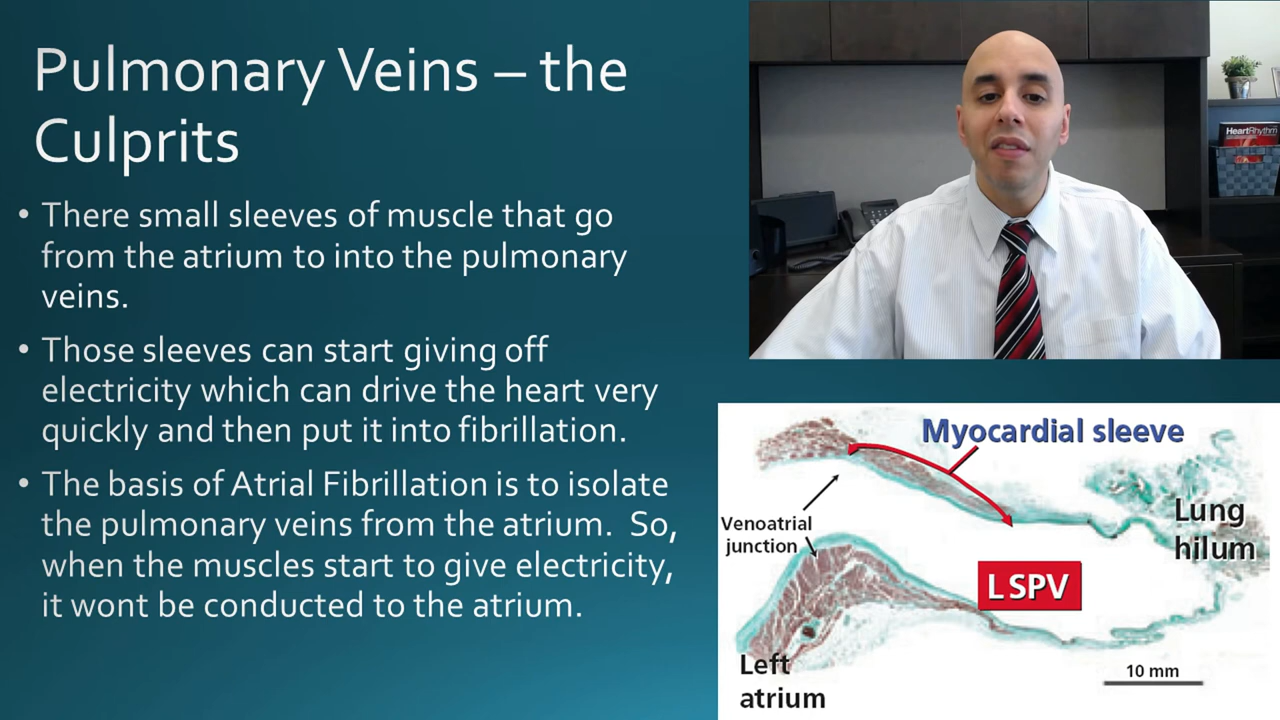 Pulmonary Veins – the
Culprits
• There small sleeves of muscle that go
from the atrium to into the pulmonary
veins.
• Those sleeves can start giving off
electricity which can drive the heart very
quickly and then put it into fibrillation.
• The basis of Atrial Fibrillation is to isolate
the pulmonary veins from the atrium.  So,
when the muscles start to give electricity,
it wont be conducted to the atrium.
HeartRhythm
Myocardial sleeve
Venoatrial
junction
Lung
hilum
LSPV
Left
atrium
10 mm